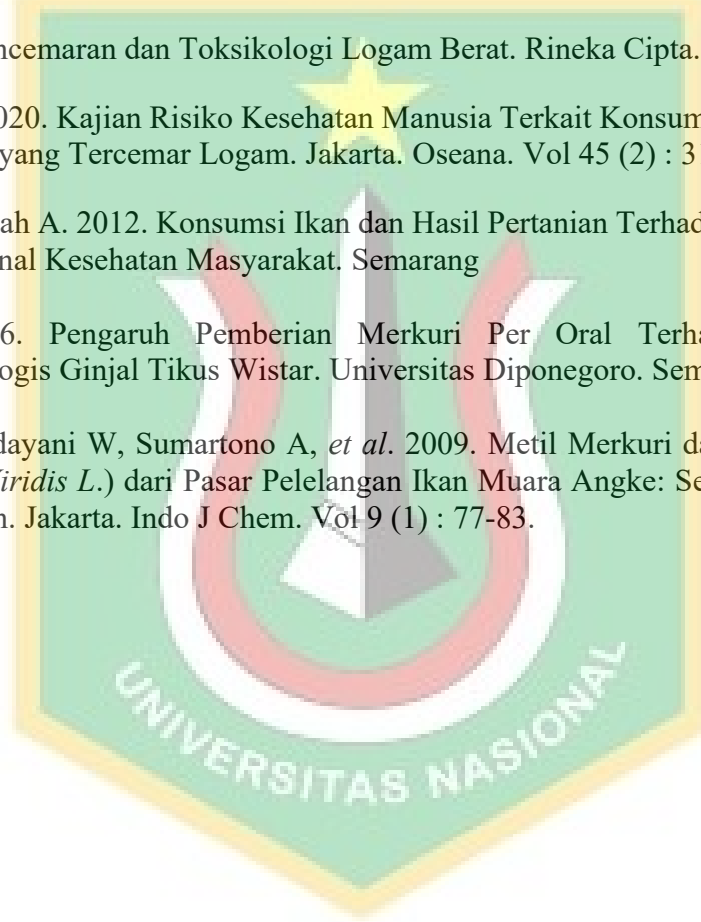 ncemaran dan Toksikologi Logam Berat. Rineka Cipta.
020. Kajian Risiko Kesehatan Manusia Terkait Konsum
yang Tercemar Logam. Jakarta. Oseana. Vol 45 (2) : 3
ah A. 2012. Konsumsi Ikan dan Hasil Pertanian Terhad
nal Kesehatan Masyarakat. Semarang
6. Pengaruh Pemberian Merkuri Per Oral Terha
ogis Ginjal Tikus Wistar. Universitas Diponegoro. Sem
dayani W, Sumartono A, et al. 2009. Metil Merkuri da
iridis L.) dari Pasar Pelelangan Ikan Muara Angke: Se
n. Jakarta. Indo J Chem. Vol 9 (1) : 77-83.
UNIVERSITAS NASIONAL